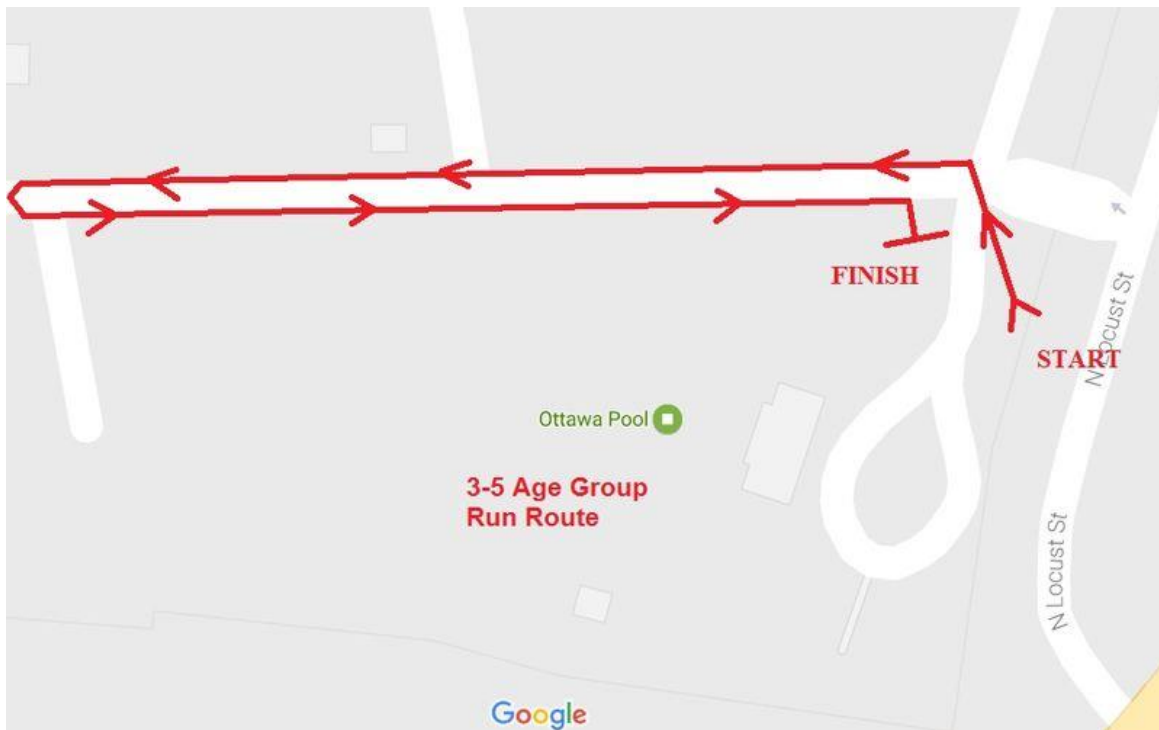 FINISH
START
N Locust St
Ottawa Pool
3-5 Age Group
Run Route
N Locust St
Google